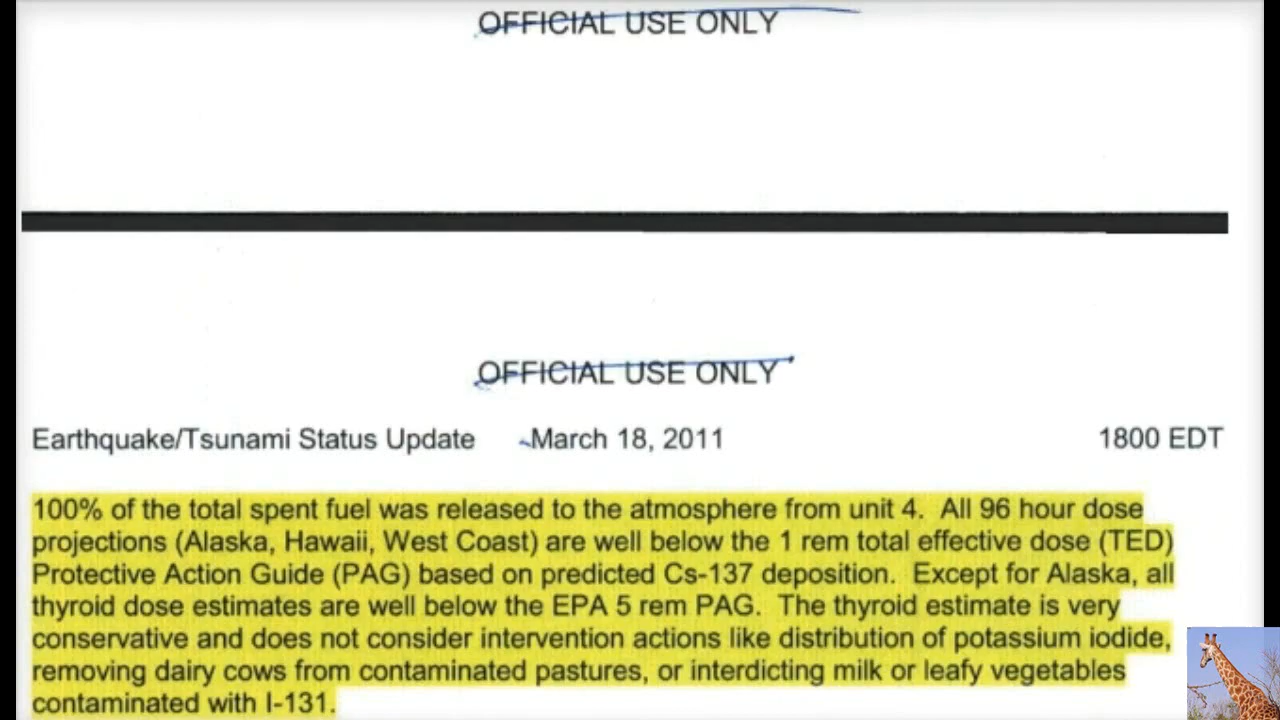 OFFICIAL USE ONLY
OFFICIAL USE ONLY
Earthquake/Tsunami Status Update March 18, 2011 1800 EDT
100% of the total spent fuel was released to the atmosphere from unit 4. All 96 hour dose
projections (Alaska, Hawaii, West Coast) are well below the 1 rem total effective dose (TED)
Protective Action Guide (PAG) based on predicted Cs-137 deposition. Except for Alaska, all
thyroid dose estimates are well below the EPA 5 rem PAG. The thyroid estimate is very
conservative and does not consider intervention actions like distribution of potassium iodide,
removing dairy cows from contaminated pastures, or interdicting milk or leafy vegetables
contaminated with I-131.